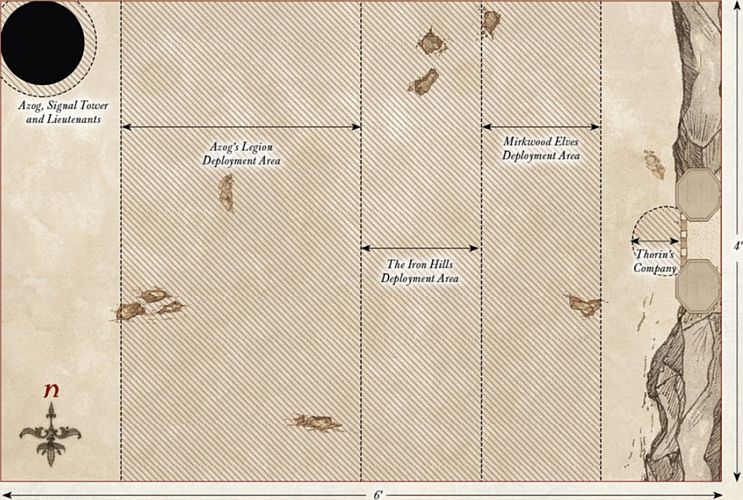 Azog, Signal Tower
and Lieutenants
Azog's Legion
Deployment Area
Mirkwood Elves
Deployment Area
The Iron Hills
Deployment Area
Thorin's
Company
4'
n
6'